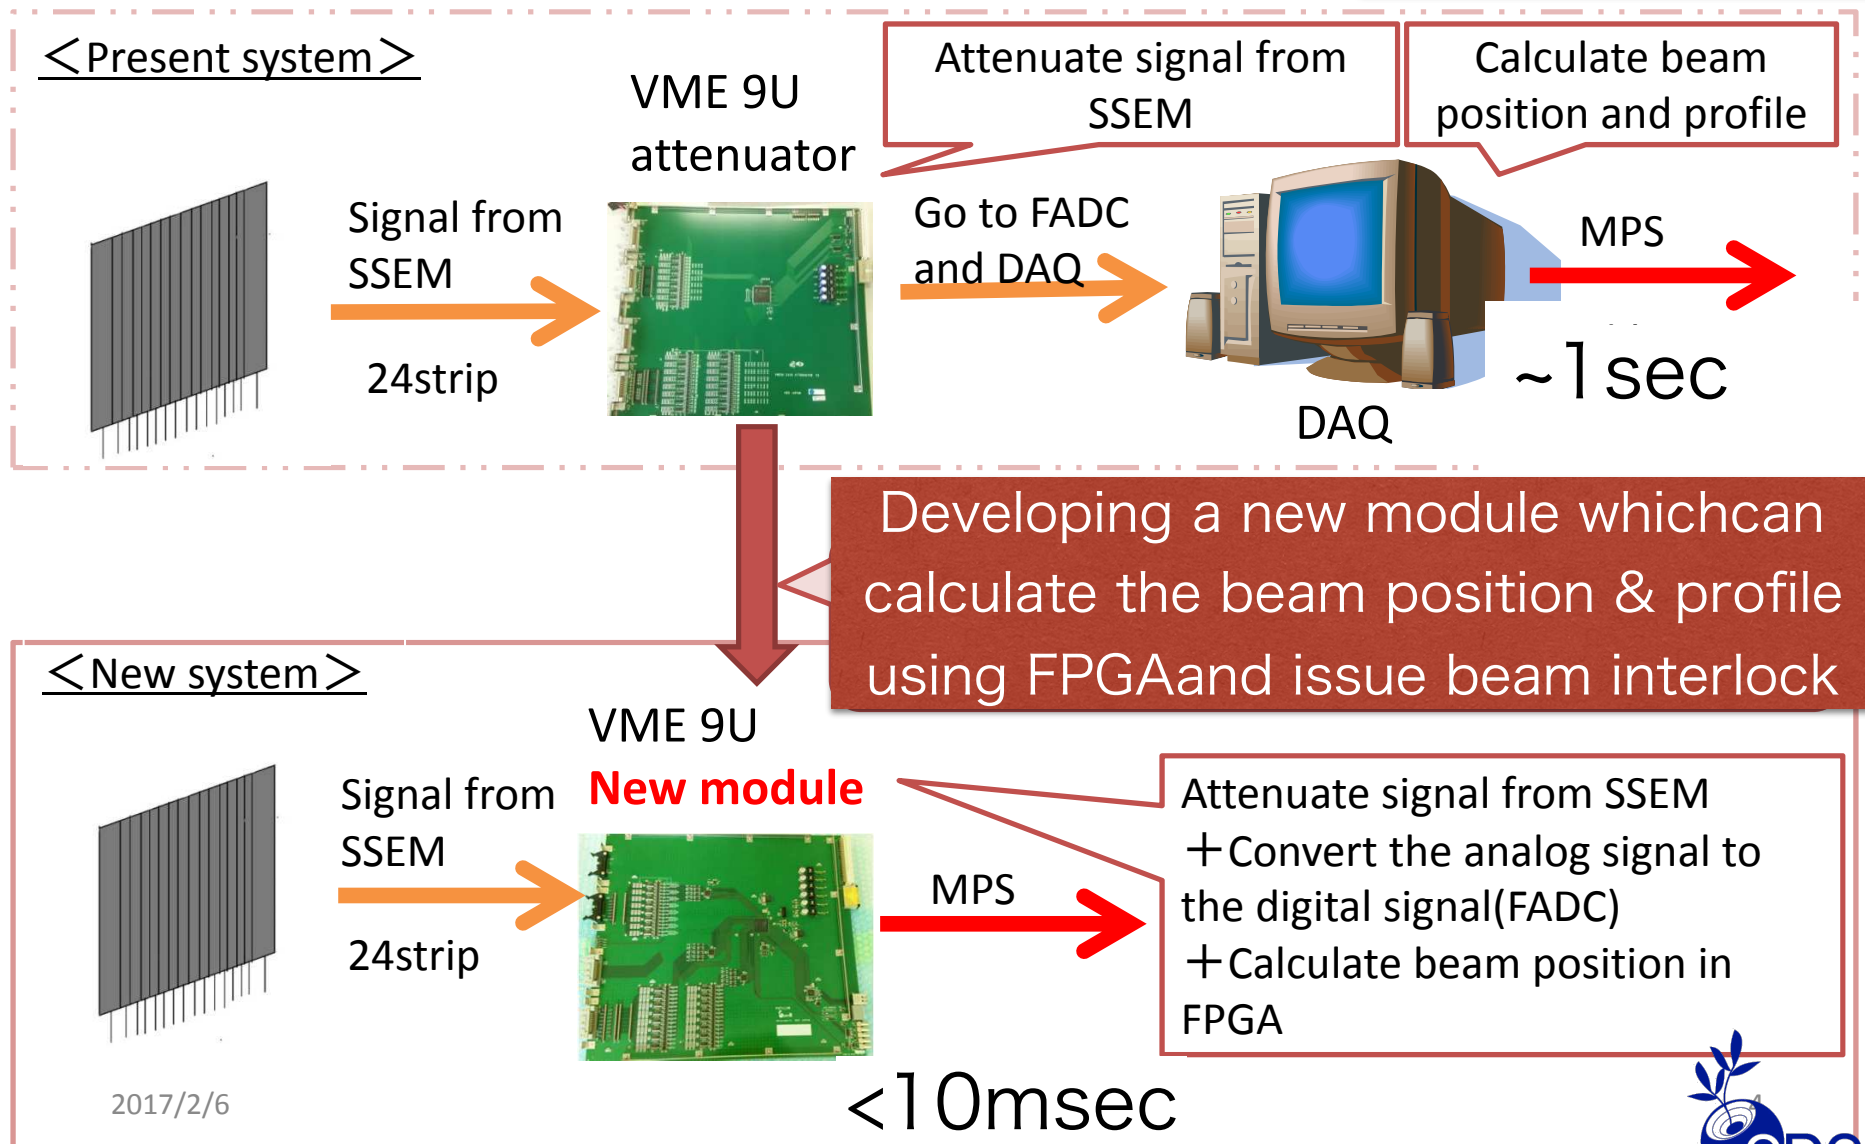 ＜Present system＞
VME 9U
attenuator
Attenuate signal from
SSEM
Calculate beam
position and profile
Signal from
SSEM
24strip
Go to FADC
and DAQ
MPS
~1sec
DAQ
Developing a new module whichcan
calculate the beam position & profile
using FPGAand issue beam interlock
＜New system＞
VME 9U
New module
Signal from
SSEM
24strip
MPS
Attenuate signal from SSEM
＋Convert the analog signal to
the digital signal(FADC)
＋Calculate beam position in
FPGA
<10msec
2017/2/6
4